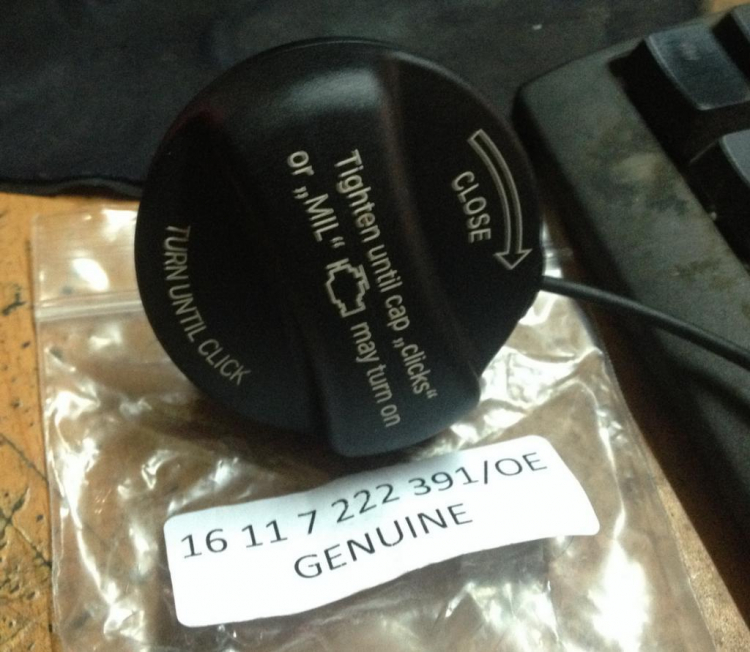 CLOSE
Tighten until cap „clicks“
or „MIL“ may turn on
TURN UNTIL CLICK
16 11 7 222 391/OE
GENUINE